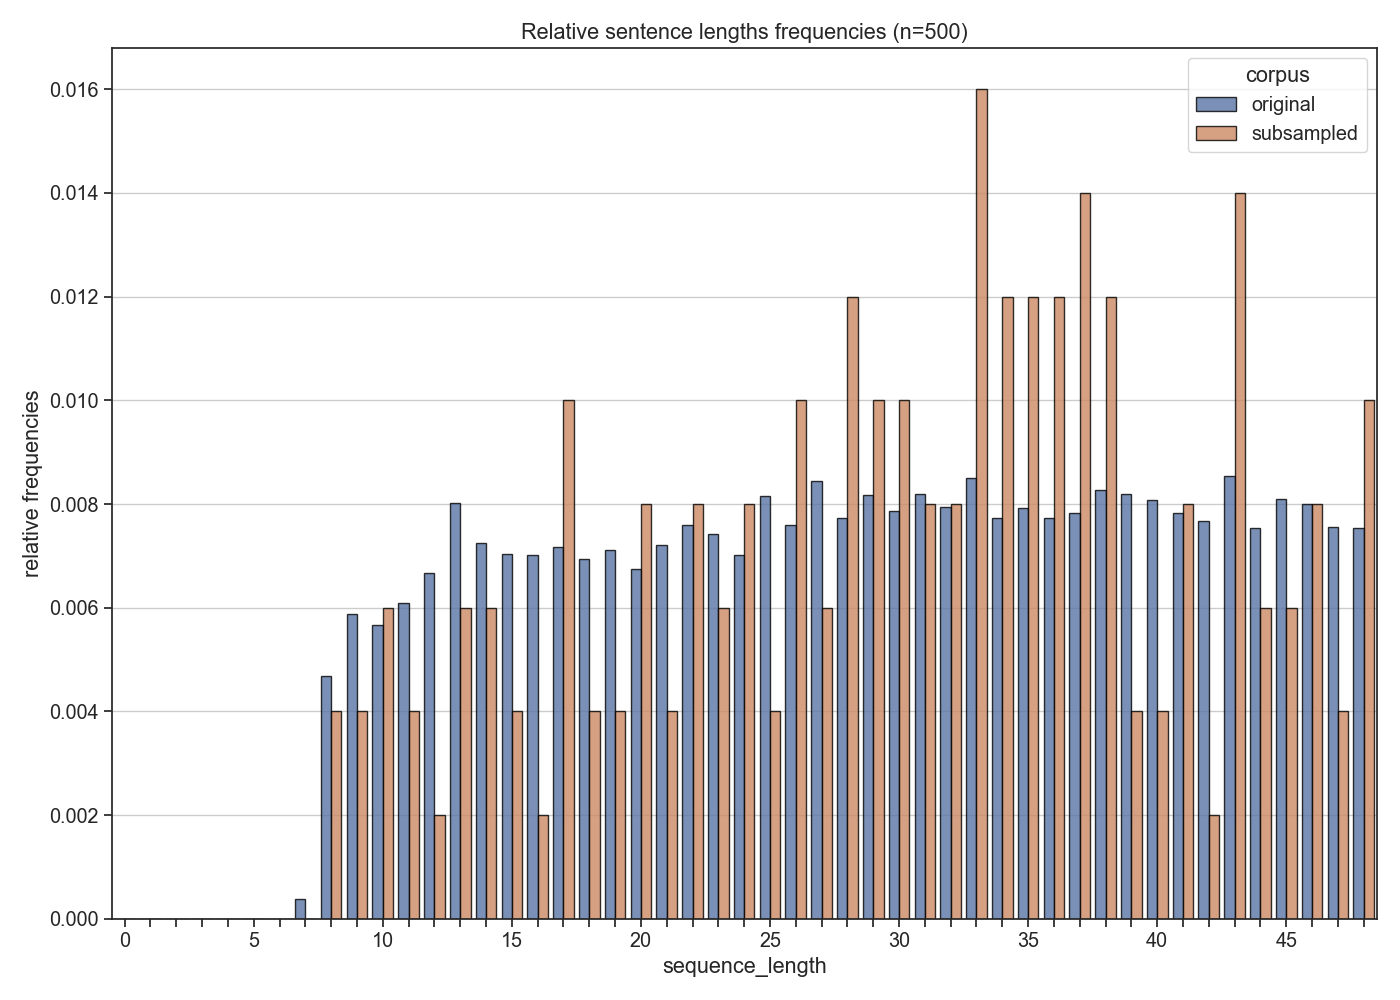 Relative sentence lengths frequencies (n=500)
corpus
original
subsampled
relative frequencies
0.016
0.014
0.012
0.010
0.008
0.006
0.004
0.002
0.000
0 5 10 15 20 25 30 35 40 45
sequence_length